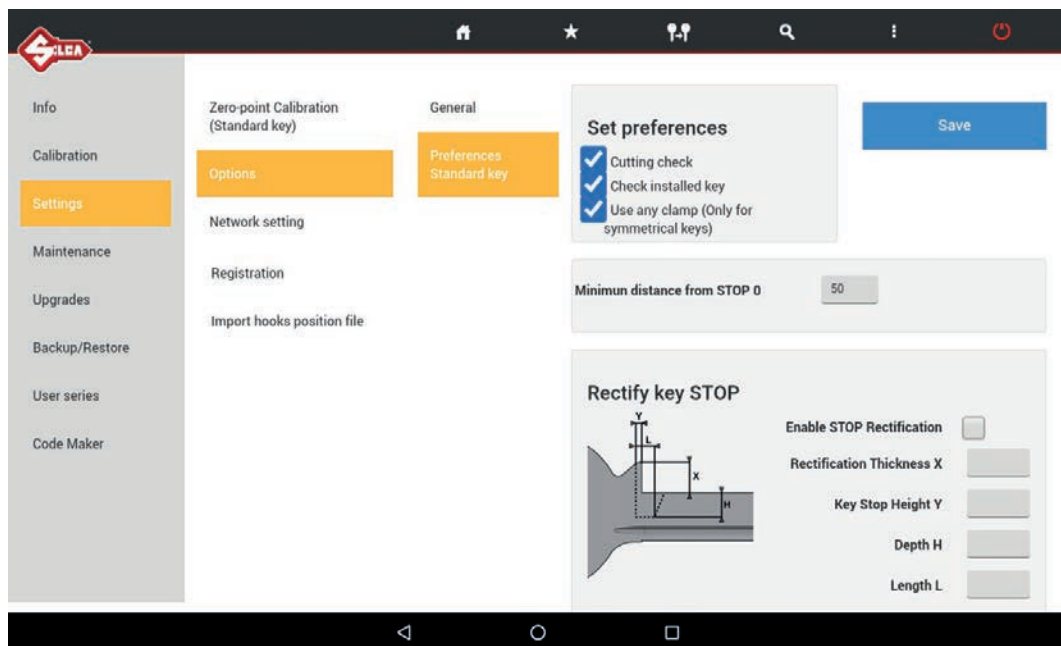 SILCA
Info
Calibration
Settings
Maintenance
Upgrades
Backup/Restore
User series
Code Maker
Zero-point Calibration
(Standard key)
Options
Network setting
Registration
Import hooks position file
General
Preferences
Standard key
Set preferences
Cutting check
Check installed key
Use any clamp (Only for
symmetrical keys)
Save
Minimun distance from STOP 0
50
Rectify key STOP
Y
L
X
H
Enable STOP Rectification
Rectification Thickness X
Key Stop Height Y
Depth H
Length L